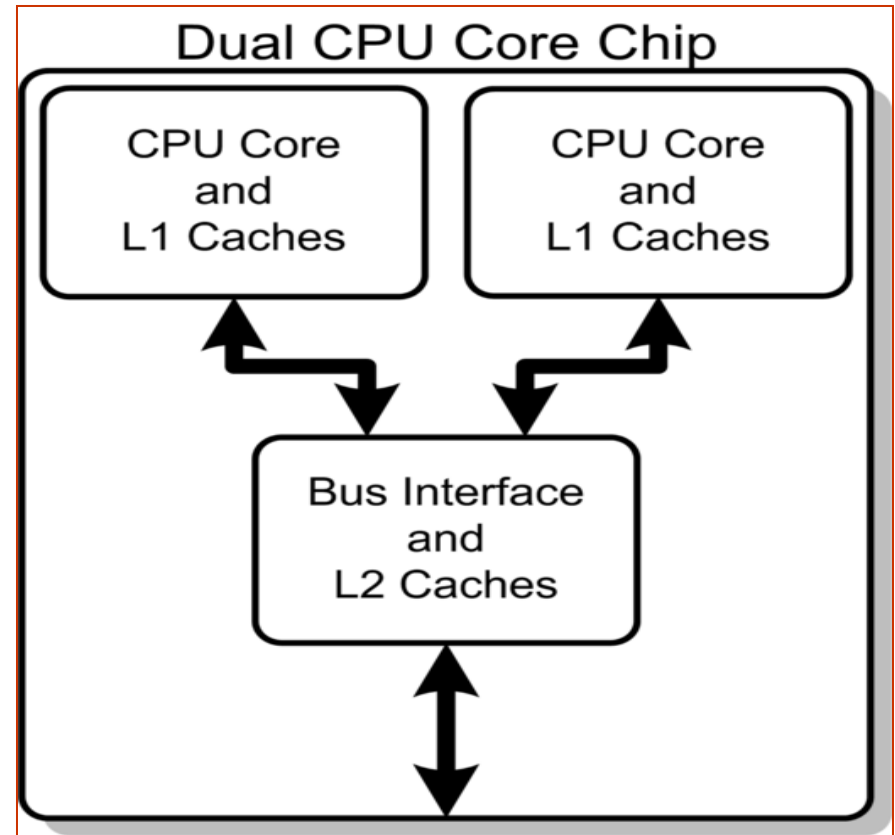 Dual CPU Core Chip
CPU Core
and
L1 Caches
CPU Core
and
L1 Caches
Bus Interface
and
L2 Caches